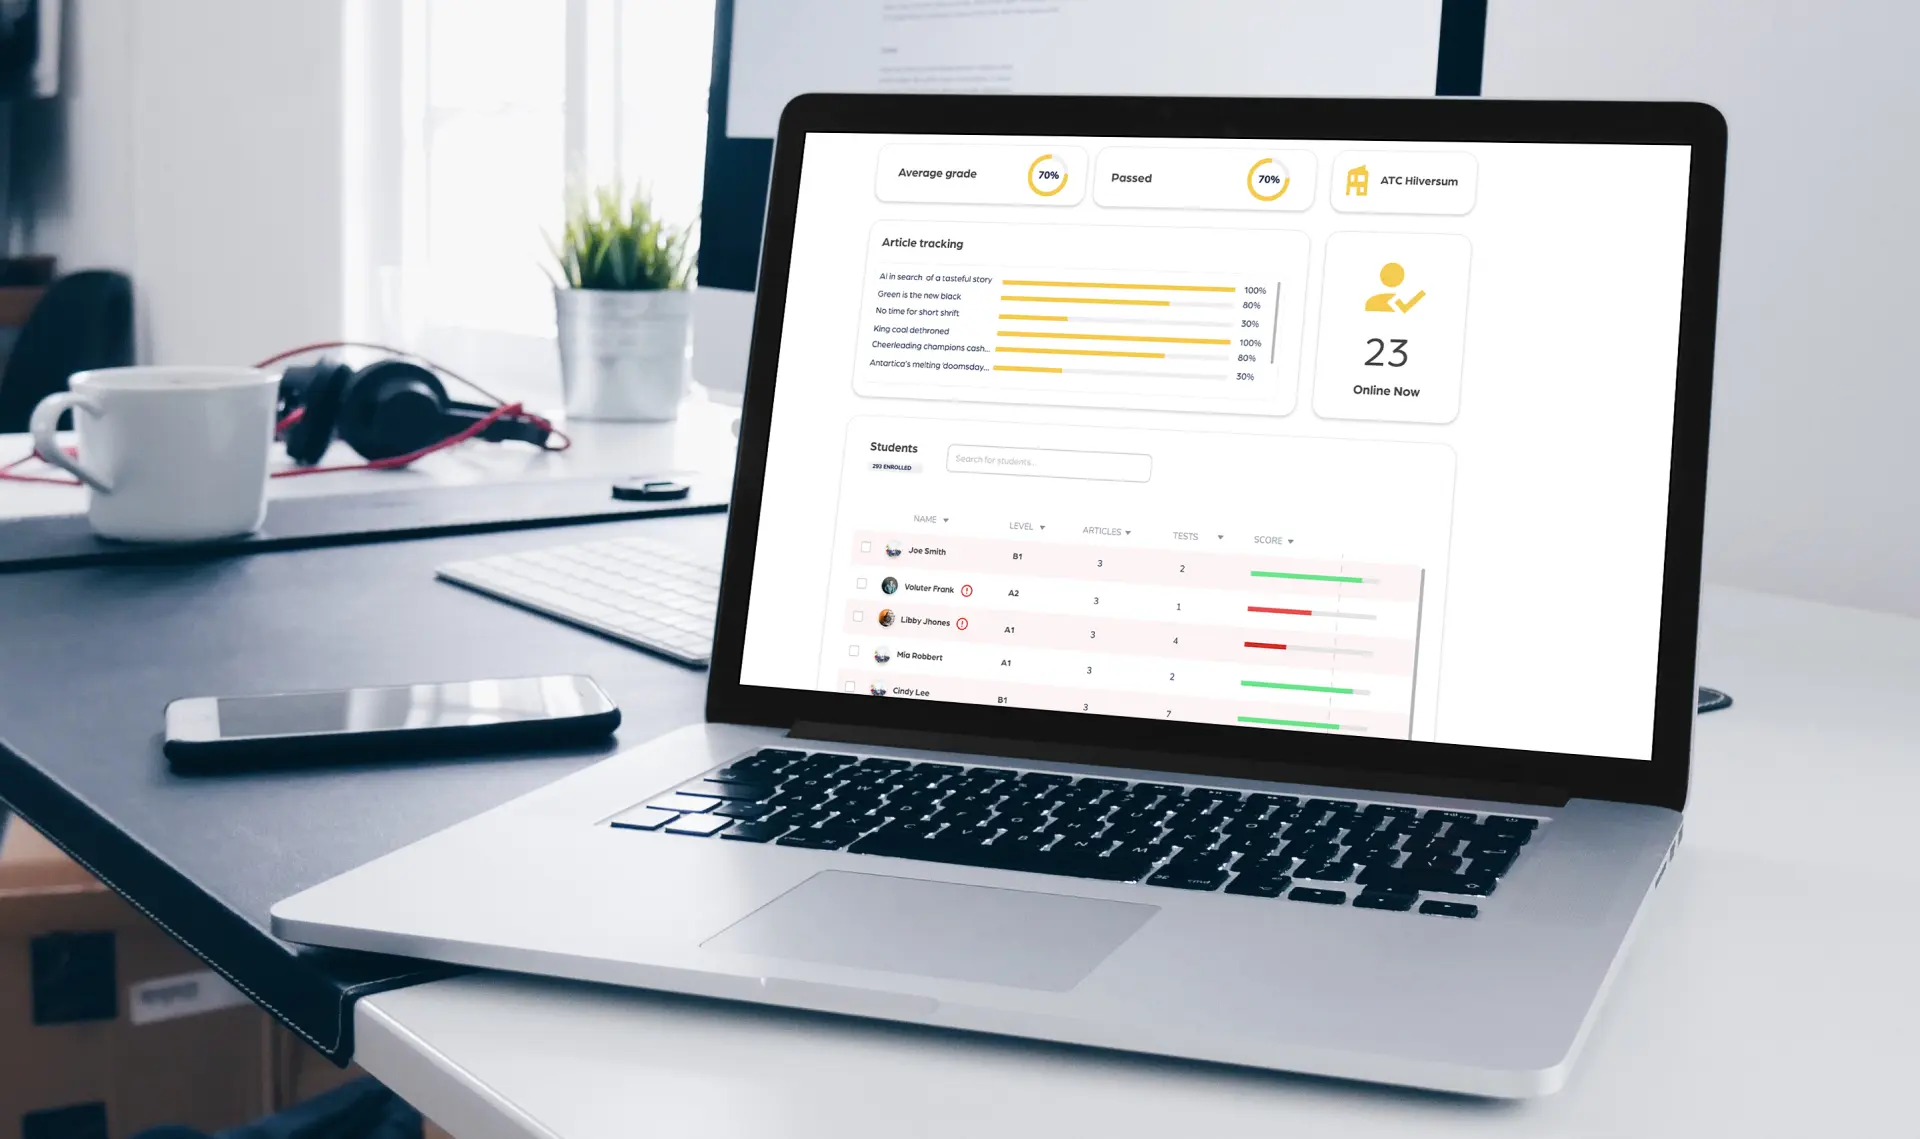 Average grade
70%
Passed
70%
ATC Hilversum
Article tracking
AI in search of a tasteful story
100%
Green is the new black
80%
No time for short shrift
30%
King coal dethroned
100%
Cheerleading champions cash...
80%
Antartica's melting 'doomsday...
30%
23
Online Now
Students
293 ENROLLED
Search for students...
NAME LEVEL ARTICLES TESTS SCORE
Joe Smith B1 3 2
Voluter Frank A2 3 1
Libby Jhones A1 3 4
Mia Robbert A1 3 2
Cindy Lee B1 3 7